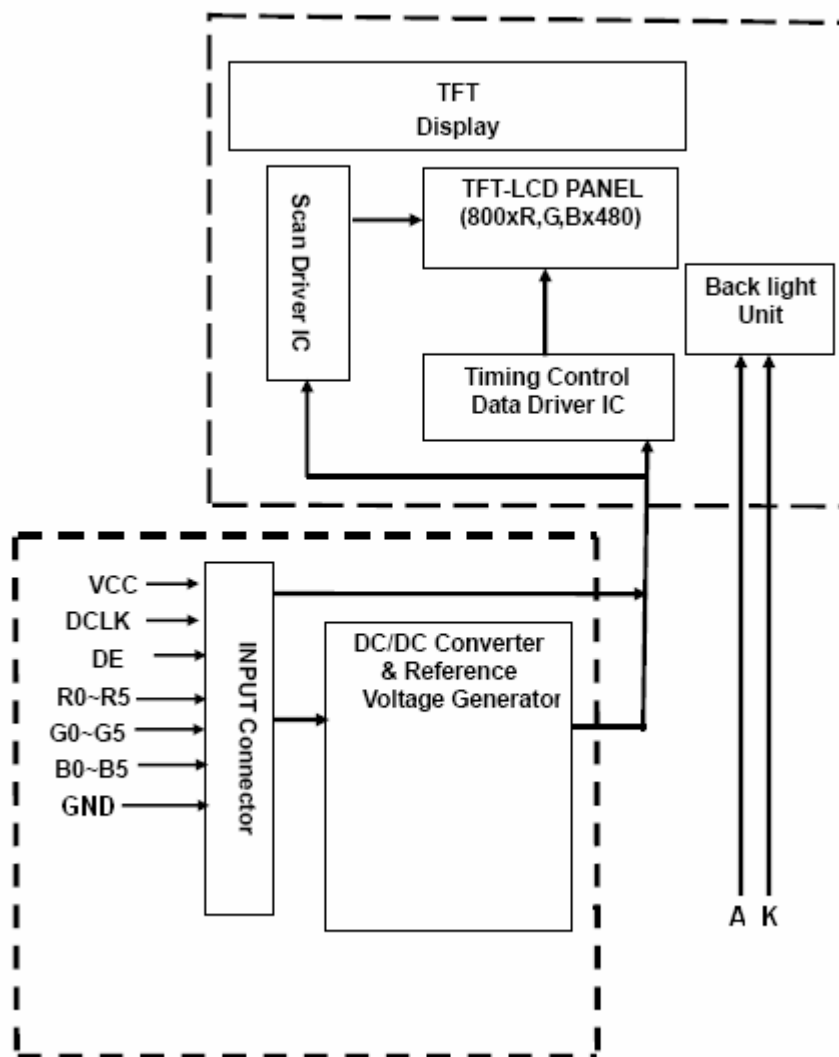 TFT
Display
Scan Driver IC
TFT-LCD PANEL
(800xR,G,Bx480)
Back light
Unit
Timing Control
Data Driver IC
VCC
DCLK
DE
R0~R5
G0~G5
B0~B5
GND
INPUT Connector
DC/DC Converter
& Reference
Voltage Generator
A K